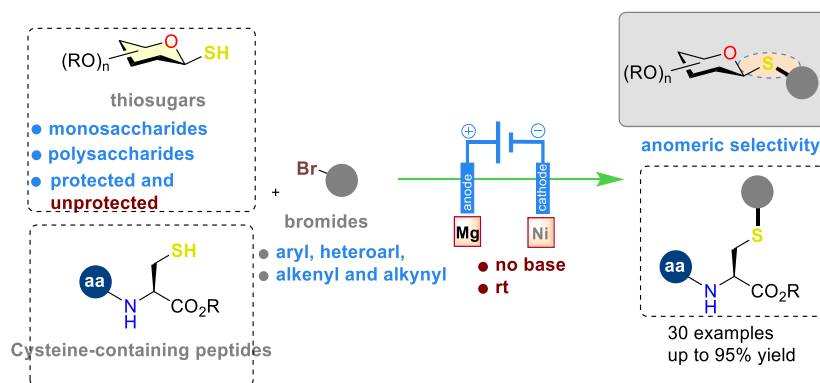 (RO)n
O
SH
thiosugars
monosaccharides
polysaccharides
protected and
unprotected
SH
aa
N
H
CO2R
Cysteine-containing peptides
+
Br
bromides
aryl, heteroarl,
alkenyl and alkynyl
+
−
anode
cathode
Mg
Ni
no base
rt
(RO)n
O
S
anomeric selectivity
S
aa
N
H
CO2R
30 examples
up to 95% yield